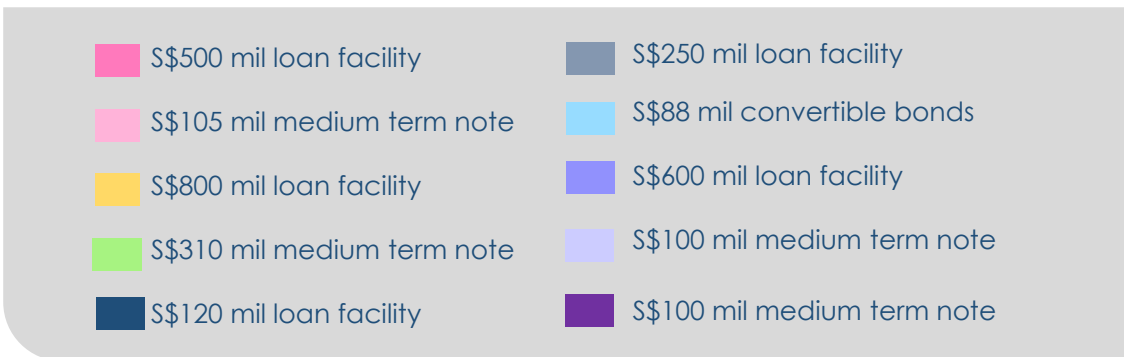 S$500 mil loan facility
S$105 mil medium term note
S$800 mil loan facility
S$310 mil medium term note
S$120 mil loan facility
S$250 mil loan facility
S$88 mil convertible bonds
S$600 mil loan facility
S$100 mil medium term note
S$100 mil medium term note